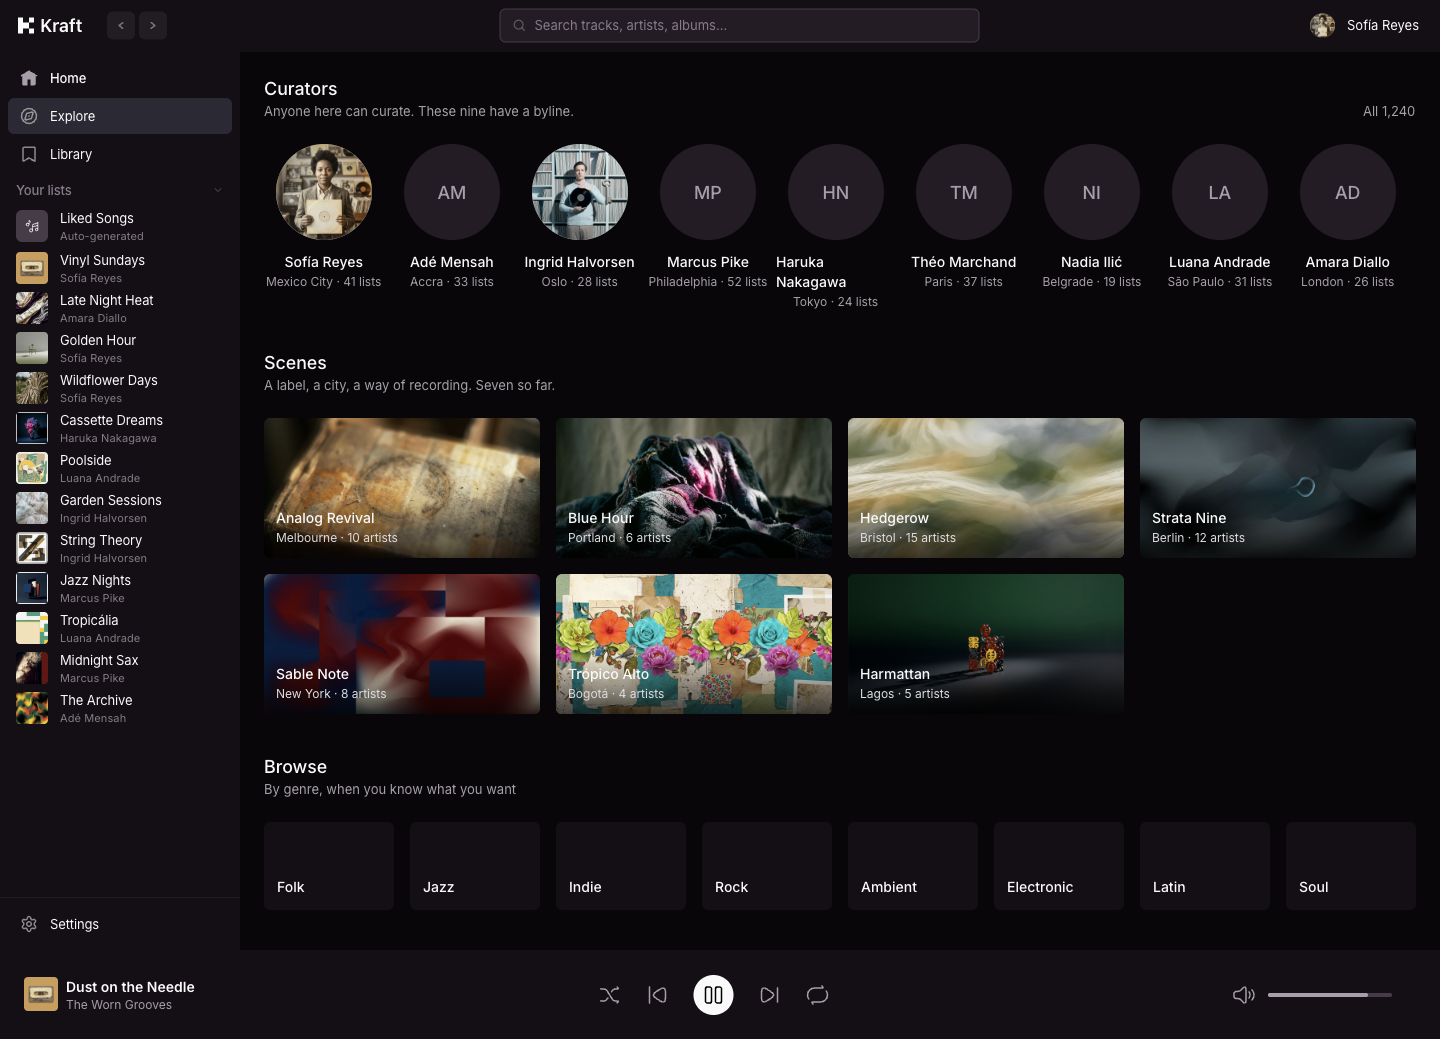 Kraft
Search tracks, artists, albums...
Sofía Reyes
Home
Explore
Library
Your lists
Liked Songs
Auto-generated
Vinyl Sundays
Sofía Reyes
Late Night Heat
Amara Diallo
Golden Hour
Sofía Reyes
Wildflower Days
Sofía Reyes
Cassette Dreams
Haruka Nakagawa
Poolside
Luana Andrade
Garden Sessions
Ingrid Halvorsen
String Theory
Ingrid Halvorsen
Jazz Nights
Marcus Pike
Tropicália
Luana Andrade
Midnight Sax
Marcus Pike
The Archive
Adé Mensah
Settings
Curators
Anyone here can curate. These nine have a byline.
All 1,240
Sofía Reyes
Mexico City · 41 lists
AM
Adé Mensah
Accra · 33 lists
Ingrid Halvorsen
Oslo · 28 lists
MP
Marcus Pike
Philadelphia · 52 lists
HN
Haruka
Nakagawa
Tokyo · 24 lists
TM
Théo Marchand
Paris · 37 lists
NI
Nadia Ilić
Belgrade · 19 lists
LA
Luana Andrade
São Paulo · 31 lists
AD
Amara Diallo
London · 26 lists
Scenes
A label, a city, a way of recording. Seven so far.
Analog Revival
Melbourne · 10 artists
Blue Hour
Portland · 6 artists
Hedgerow
Bristol · 15 artists
Strata Nine
Berlin · 12 artists
Sable Note
New York · 8 artists
Trópico Alto
Bogotá · 4 artists
Harmattan
Lagos · 5 artists
Browse
By genre, when you know what you want
Folk
Jazz
Indie
Rock
Ambient
Electronic
Latin
Soul
Dust on the Needle
The Worn Grooves